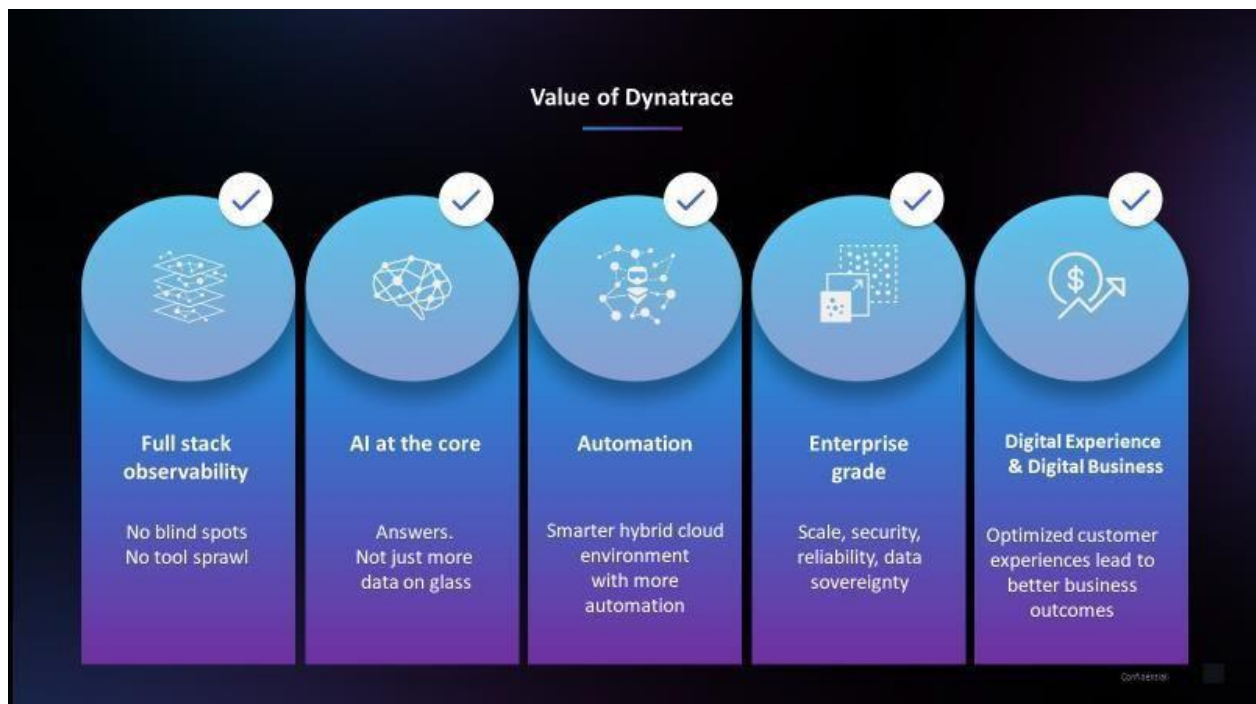 Value of Dynatrace
Full stack
observability
No blind spots
No tool sprawl
AI at the core
Answers.
Not just more
data on glass
Automation
Smarter hybrid cloud
environment
with more
automation
Enterprise
grade
Scale, security,
reliability, data
sovereignty
Digital Experience
& Digital Business
Optimized customer
experiences lead to
better business
outcomes
Confidential